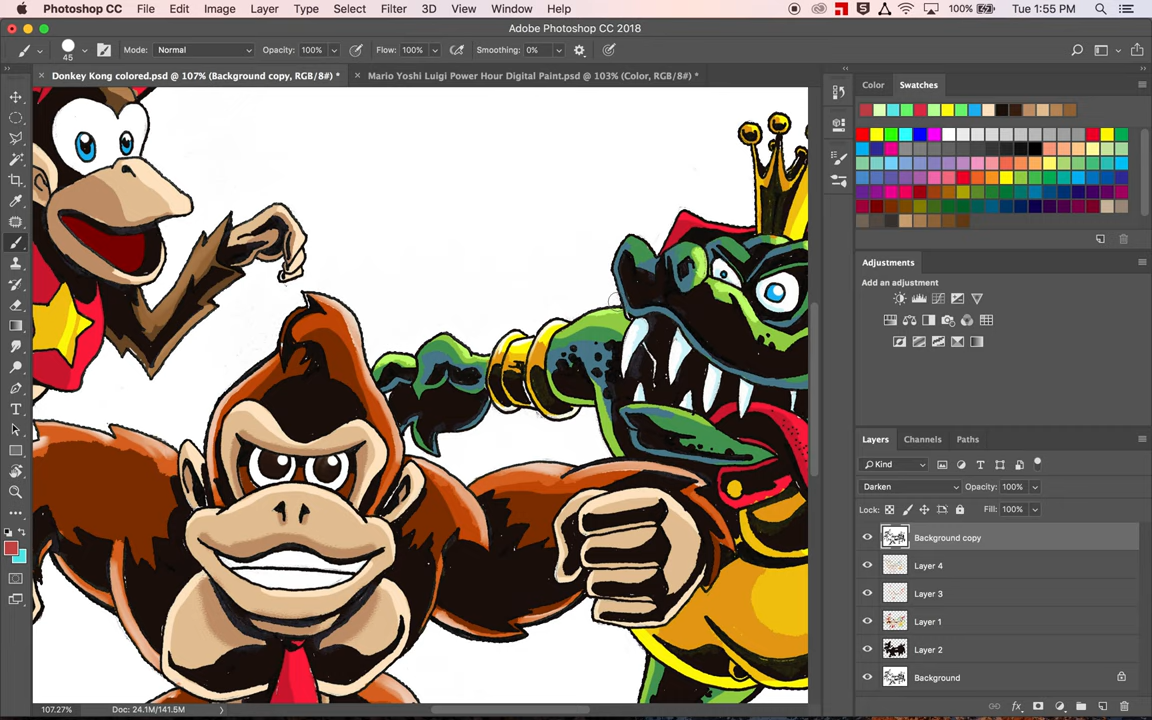 Photoshop CC File Edit Image Layer Type Select Filter 3D View Window Help 100% Tue 1:55 PM
Adobe Photoshop CC 2018
45 Mode: Normal Opacity: 100% Flow: 100% Smoothing: 0%
Donkey Kong colored.psd @ 107% (Background copy, RGB/8#) * Mario Yoshi Luigi Power Hour Digital Paint.psd @ 103% (Color, RGB/8#) *
Color Swatches
Adjustments
Add an adjustment
Layers Channels Paths
Kind
Darken Opacity: 100%
Lock: Fill: 100%
Background copy
Layer 4
Layer 3
Layer 1
Layer 2
Background
107.27% Doc: 24.1M/141.5M